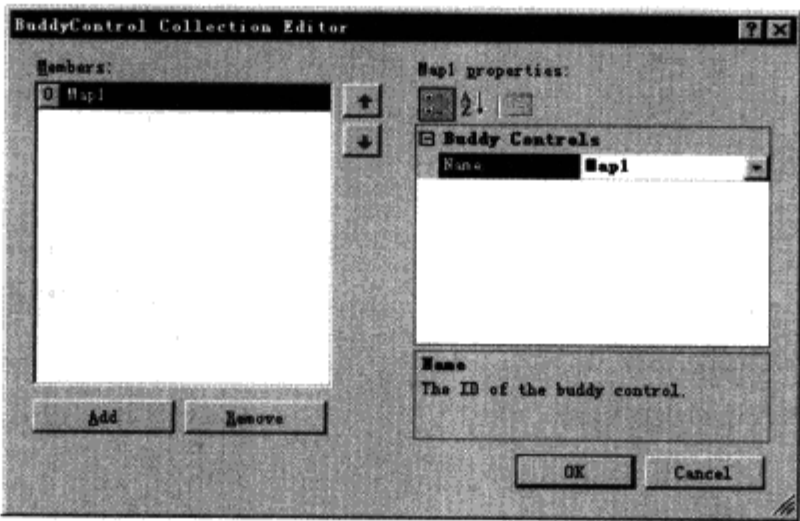 BuddyControl Collection Editor
Members:
0 Map1
Map1 properties:
Buddy Controls
Name Map1
Name
The ID of the buddy control.
Add
Remove
OK
Cancel